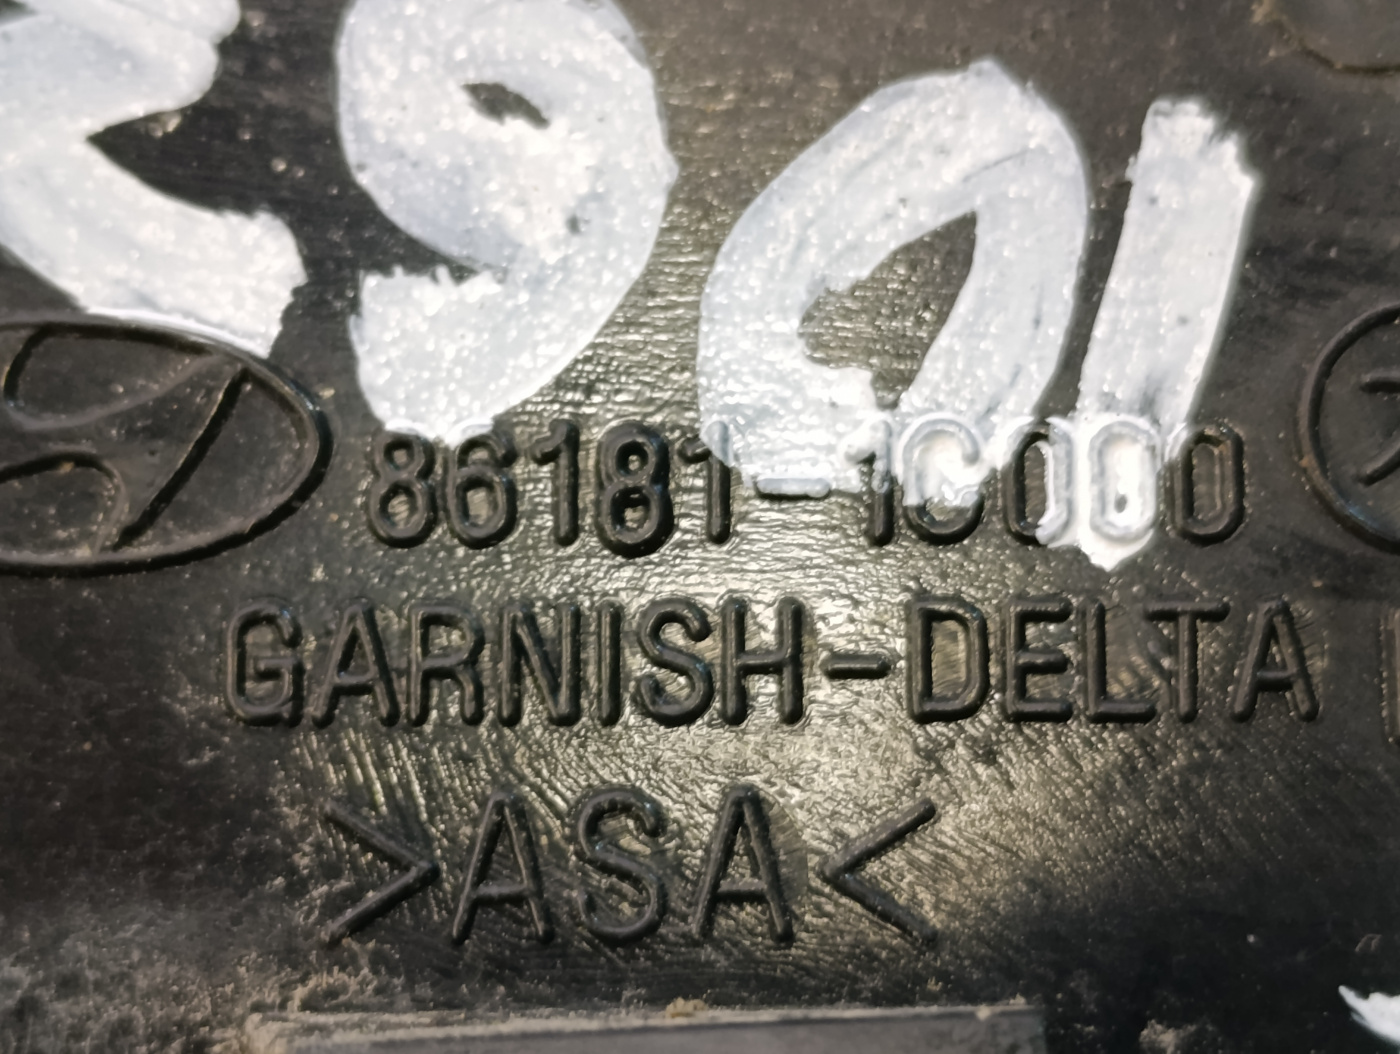 86181-1C000
GARNISH-DELTA
>ASA<